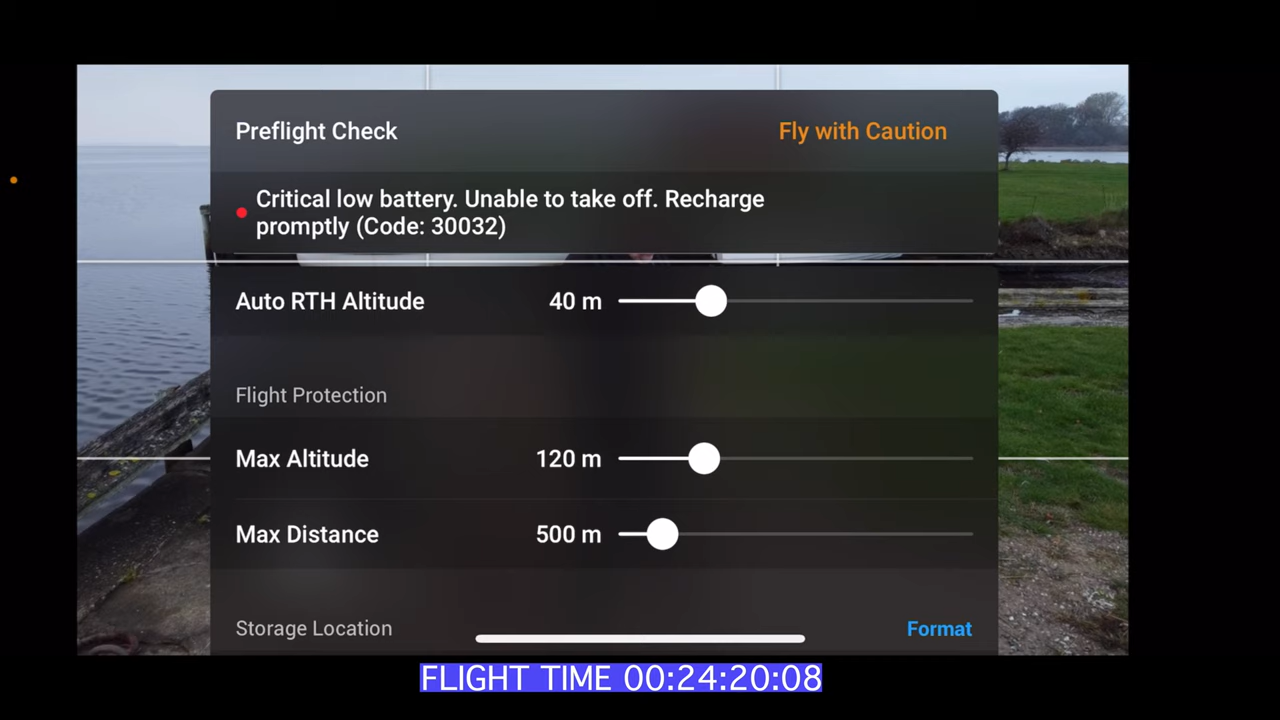 Preflight Check
Fly with Caution
Critical low battery. Unable to take off. Recharge
promptly (Code: 30032)
Auto RTH Altitude
40 m
Flight Protection
Max Altitude
120 m
Max Distance
500 m
Storage Location
Format
FLIGHT TIME 00:24:20:08